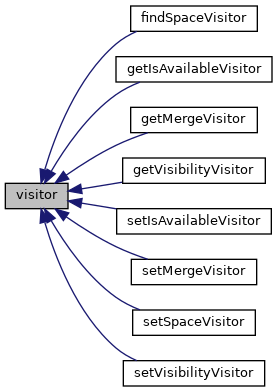 findSpaceVisitor
getIsAvailableVisitor
getMergeVisitor
getVisibilityVisitor
visitor
setIsAvailableVisitor
setMergeVisitor
setSpaceVisitor
setVisibilityVisitor